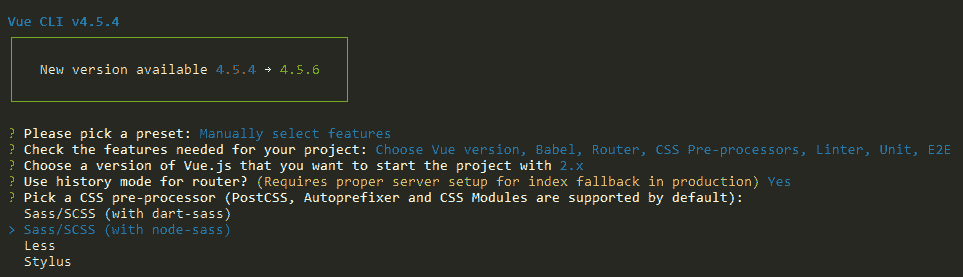 Vue CLI v4.5.4
New version available 4.5.4 → 4.5.6
? Please pick a preset: Manually select features
? Check the features needed for your project: Choose Vue version, Babel, Router, CSS Pre-processors, Linter, Unit, E2E
? Choose a version of Vue.js that you want to start the project with 2.x
? Use history mode for router? (Requires proper server setup for index fallback in production) Yes
? Pick a CSS pre-processor (PostCSS, Autoprefixer and CSS Modules are supported by default):
Sass/SCSS (with dart-sass)
> Sass/SCSS (with node-sass)
Less
Stylus